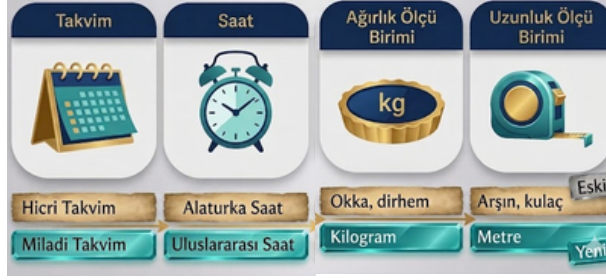 Takvim
Saat
Ağırlık Ölçü
Birimi
Uzunluk Ölçü
Birimi
kg
Hicri Takvim
Alaturka Saat
Okka, dirhem
Arşın, kulaç
Eski
Miladi Takvim
Uluslararası Saat
Kilogram
Metre
Yeni